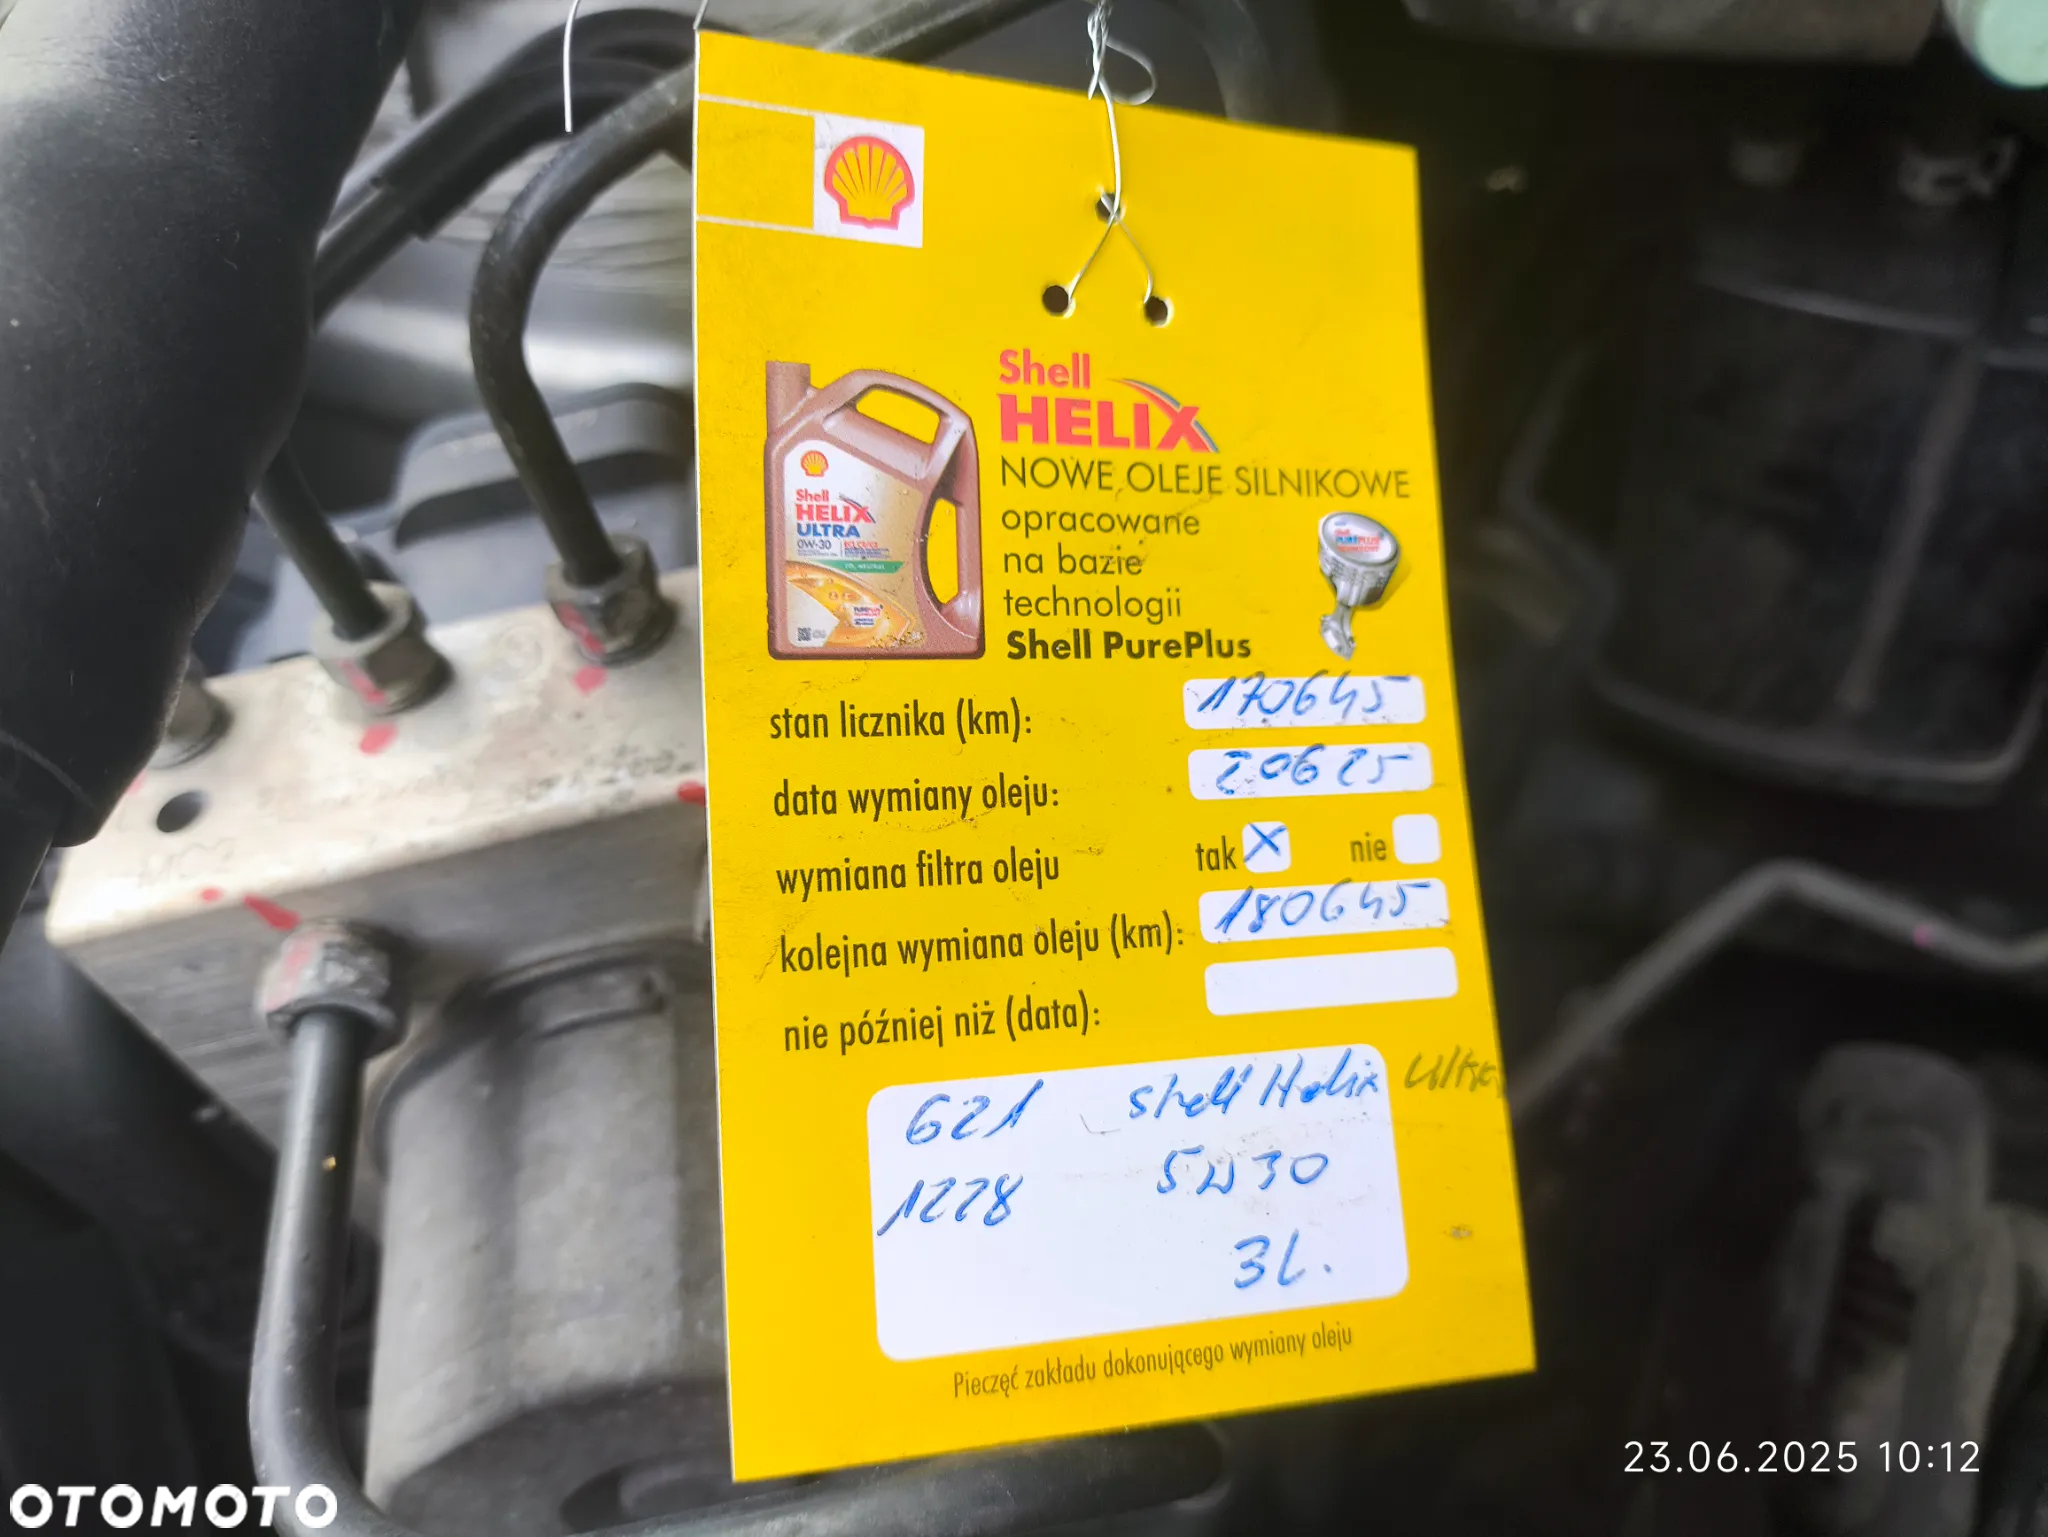 Shell
HELIX
NOWE OLEJE SILNIKOWE
opracowane
na bazie
technologii
Shell PurePlus
Shell
HELIX
ULTRA
0W-30
stan licznika (km): 170645
data wymiany oleju: 20625
wymiana filtra oleju tak X nie
kolejna wymiana oleju (km): 180645
nie później niż (data):
621 Shell Helix Ultra
1228 5W30
3L.
Pieczęć zakładu dokonującego wymiany oleju
23.06.2025 10:12
OTOMOTO